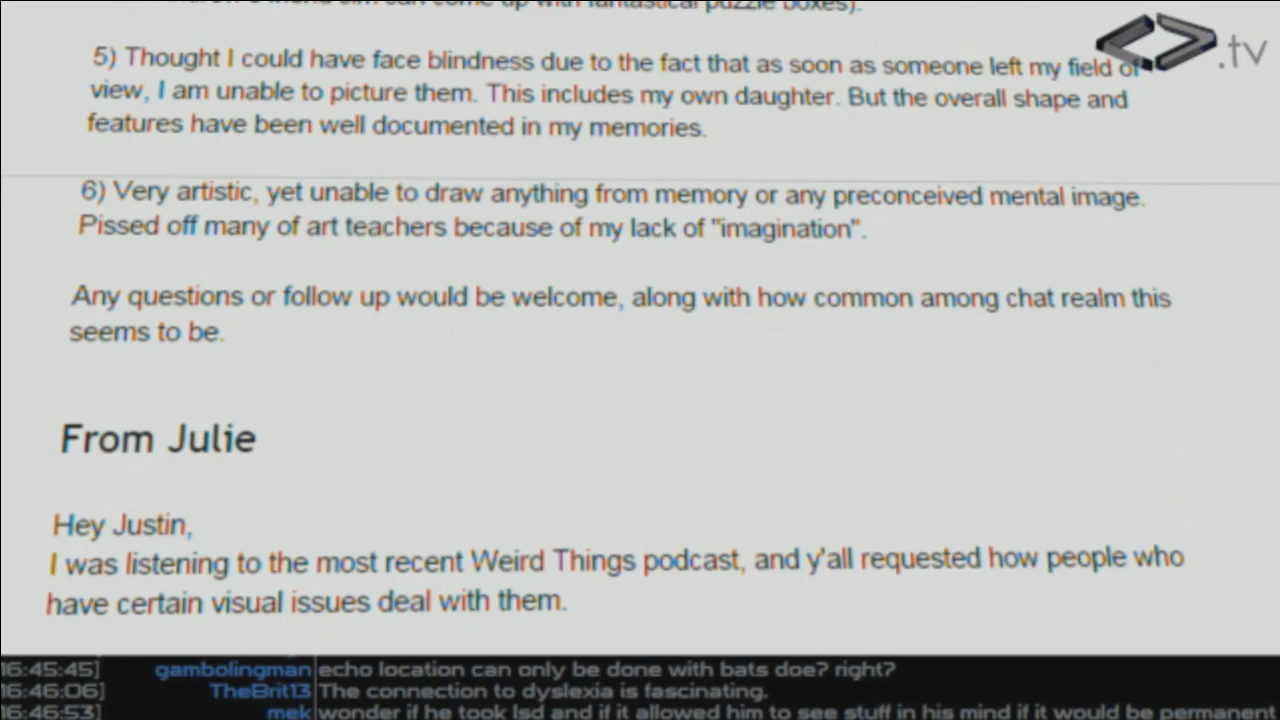 come up with fantastical puzzle boxes).
.tv
5) Thought I could have face blindness due to the fact that as soon as someone left my field of
view, I am unable to picture them. This includes my own daughter. But the overall shape and
features have been well documented in my memories.
6) Very artistic, yet unable to draw anything from memory or any preconceived mental image.
Pissed off many of art teachers because of my lack of "imagination".
Any questions or follow up would be welcome, along with how common among chat realm this
seems to be.
From Julie
Hey Justin,
I was listening to the most recent Weird Things podcast, and y'all requested how people who
have certain visual issues deal with them.
16:45:45] gambolingman echo location can only be done with bats doe? right?
16:46:06] TheBrit13 The connection to dyslexia is fascinating.
16:46:53] mek wonder if he took lsd and if it allowed him to see stuff in his mind if it would be permanent